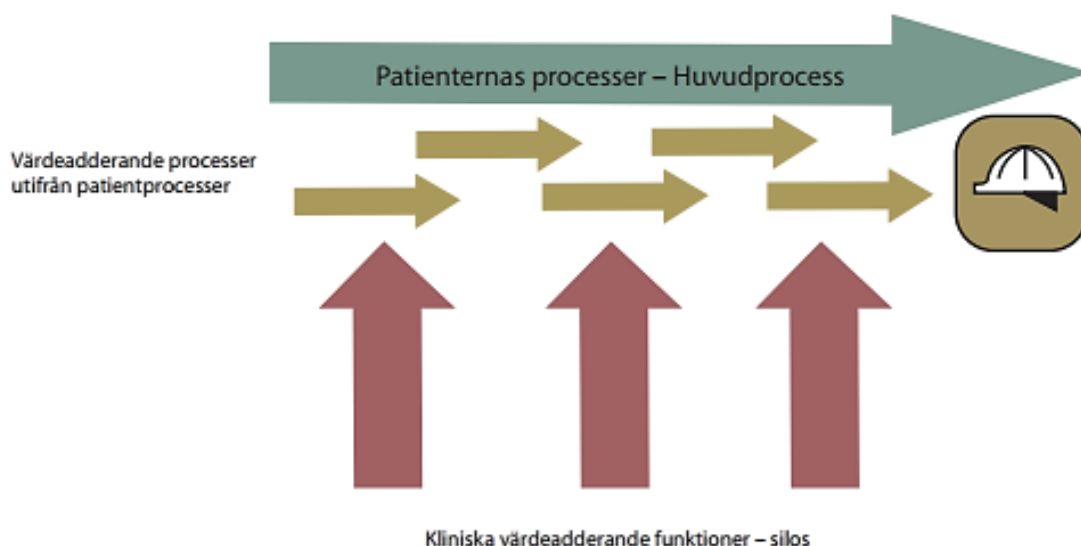 Patienternas processer – Huvudprocess
Värdeadderande processer
utifrån patientprocesser
Kliniska värdeadderande funktioner – silos